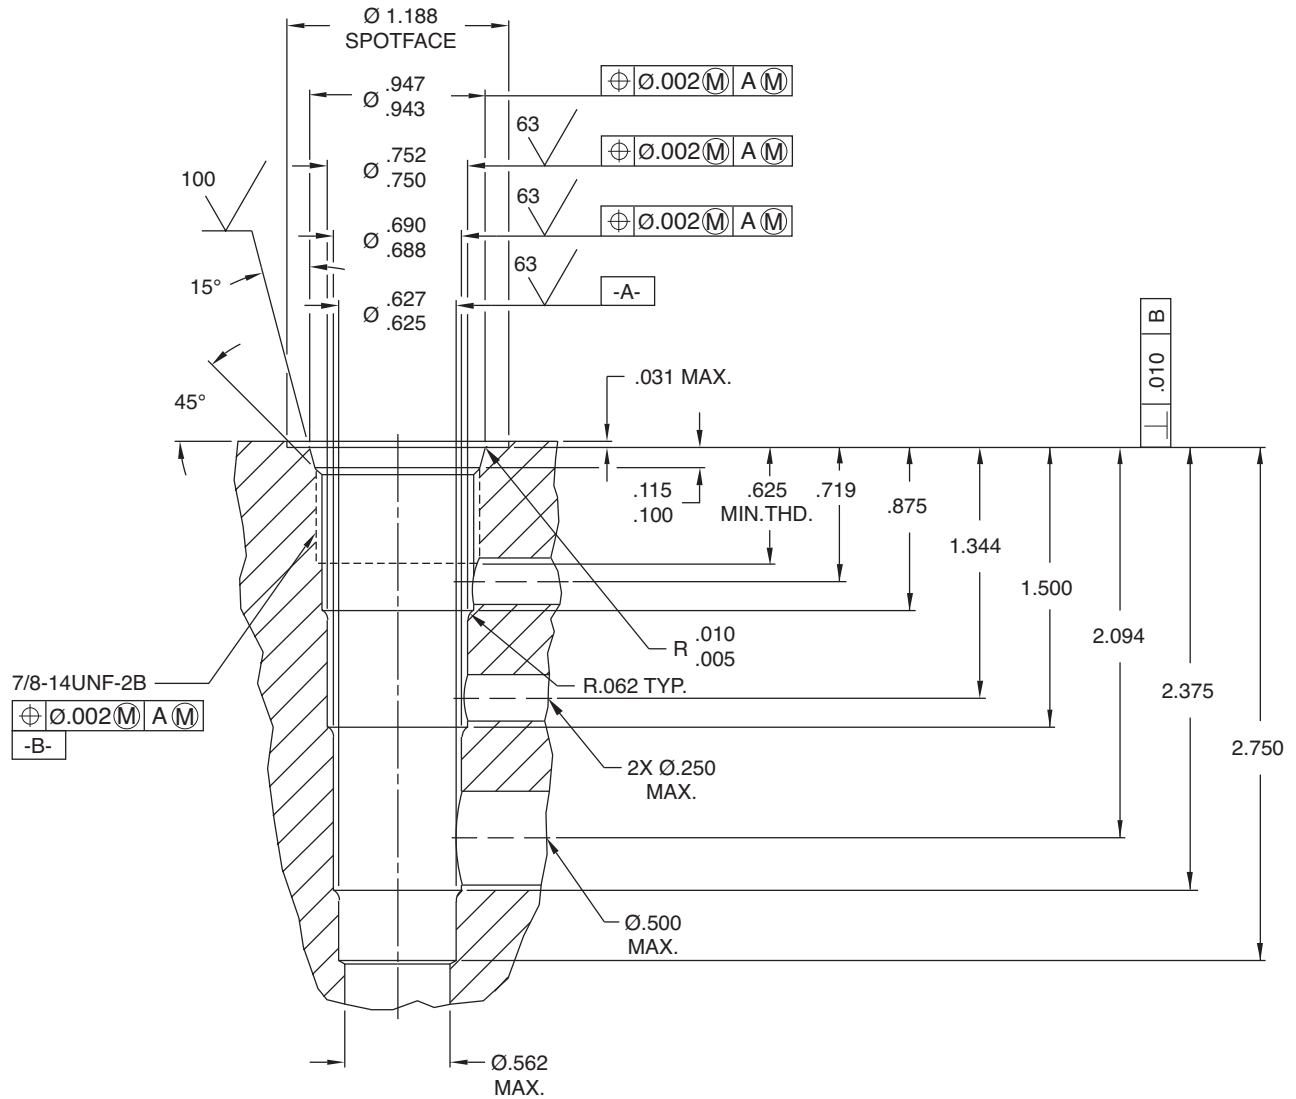 Ø 1.188
SPOTFACE
Ø .947
.943
⌖ Ø.002 Ⓜ A Ⓜ
63
Ø .752
.750
⌖ Ø.002 Ⓜ A Ⓜ
100
63
Ø .690
.688
⌖ Ø.002 Ⓜ A Ⓜ
63
15°
Ø .627
.625
-A-
⊥ .010 B
.031 MAX.
45°
.115
.100
.625
MIN.THD.
.719
.875
1.344
1.500
2.094
2.375
2.750
R .010
.005
7/8-14UNF-2B
⌖ Ø.002 Ⓜ A Ⓜ
-B-
R.062 TYP.
2X Ø.250
MAX.
Ø.500
MAX.
Ø.562
MAX.